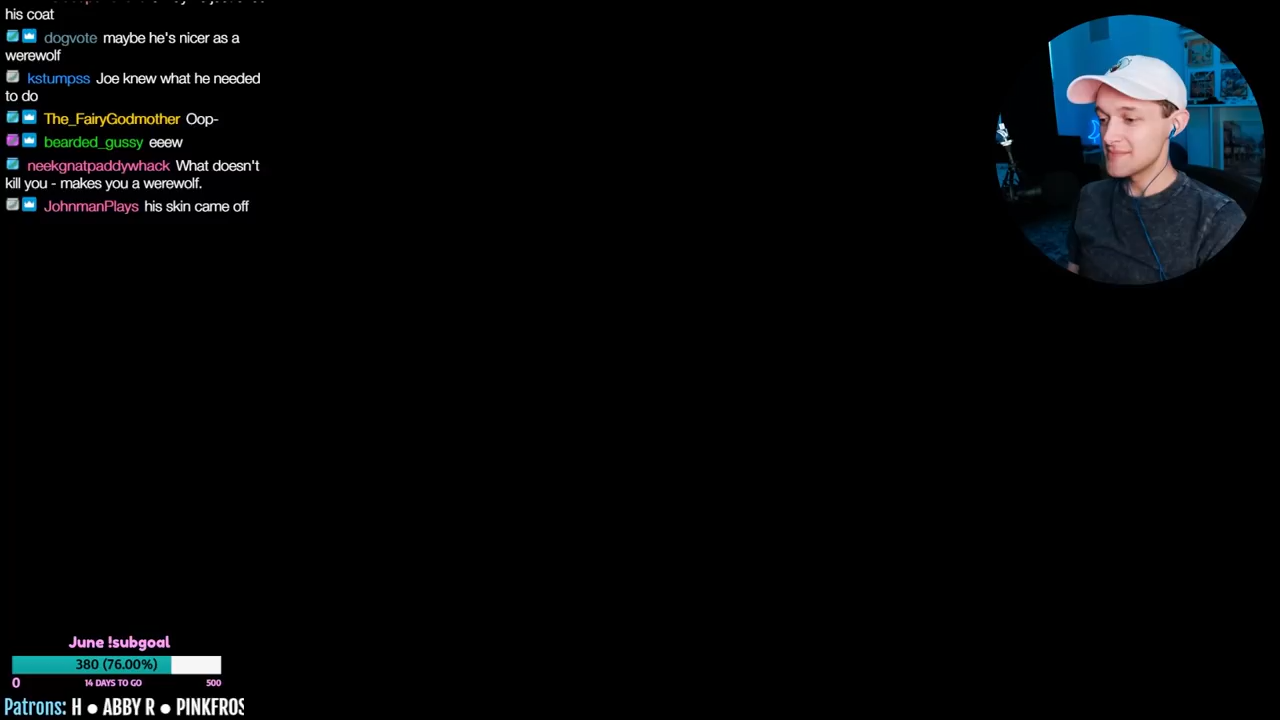 his coat
dogvote maybe he's nicer as a
werewolf
kstumpss Joe knew what he needed
to do
The_FairyGodmother Oop-
bearded_gussy eeew
neekgnatpaddywhack What doesn't
kill you - makes you a werewolf.
JohnmanPlays his skin came off
June !subgoal
380 (76.00%)
0 14 DAYS TO GO 500
Patrons: H ● ABBY R ● PINKFROS